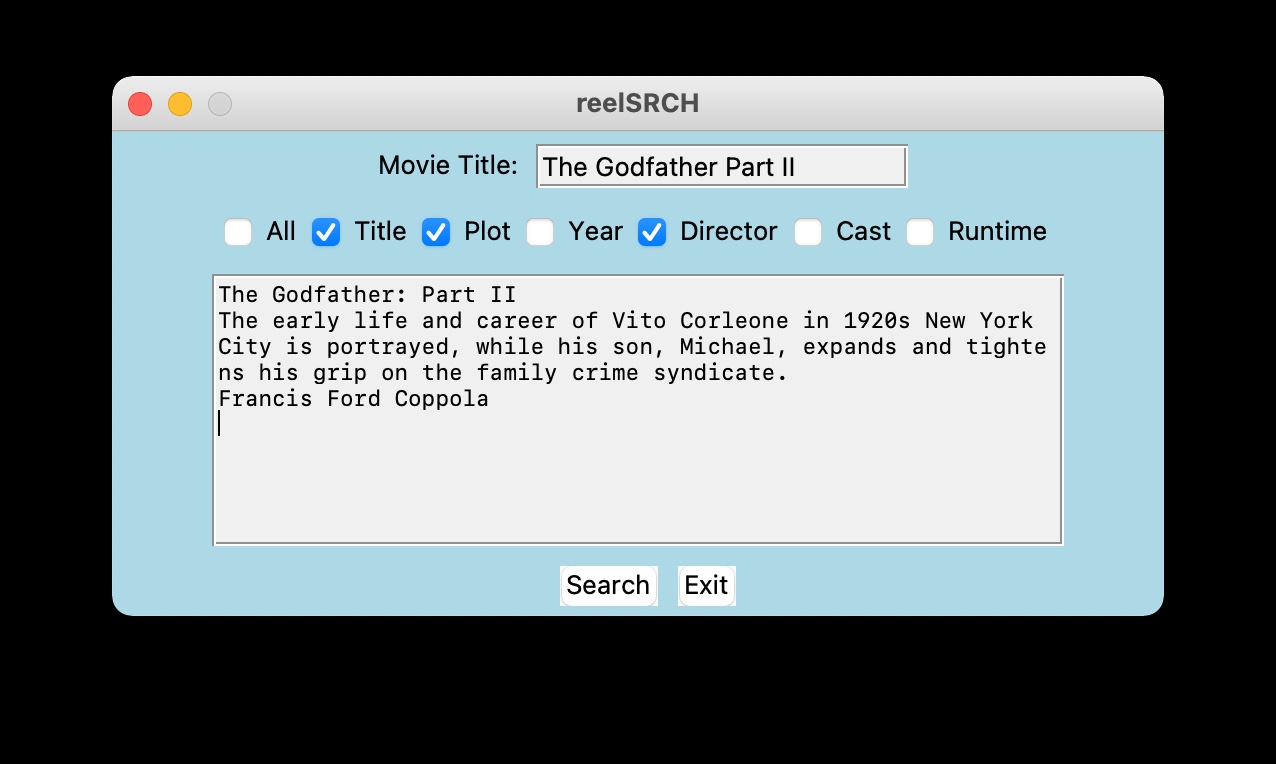 reelSRCH
Movie Title: The Godfather Part II
All Title Plot Year Director Cast Runtime
The Godfather: Part II
The early life and career of Vito Corleone in 1920s New York
City is portrayed, while his son, Michael, expands and tighte
ns his grip on the family crime syndicate.
Francis Ford Coppola
Search Exit